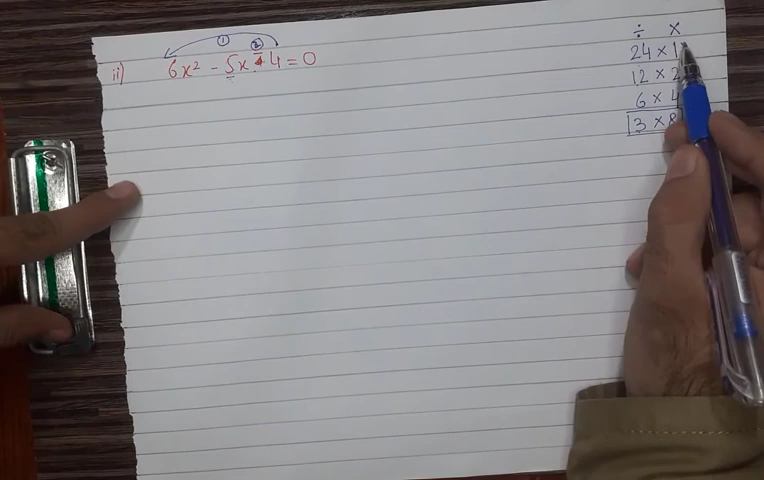 ① ②
ii) 6x² - 5x - 4 = 0
÷ ×
24 × 1
12 × 2
6 × 4
3 × 8